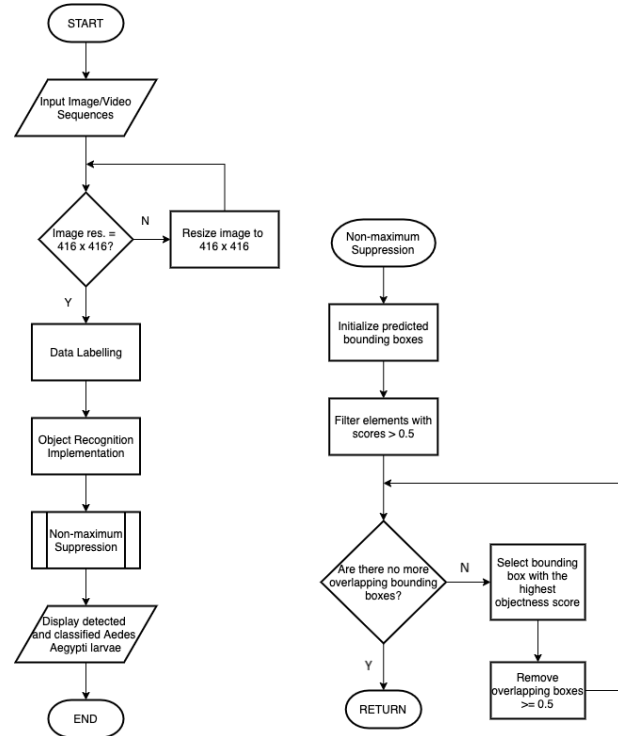 START
Input Image/Video
Sequences
Image res. =
416 x 416?
N
Resize image to
416 x 416
Y
Data Labelling
Object Recognition
Implementation
Non-maximum
Suppression
Display detected
and classified Aedes
Aegypti larvae
END
Non-maximum
Suppression
Initialize predicted
bounding boxes
Filter elements with
scores > 0.5
Are there no more
overlapping bounding
boxes?
N
Select bounding
box with the
highest
objectness score
Remove
overlapping boxes
>= 0.5
Y
RETURN